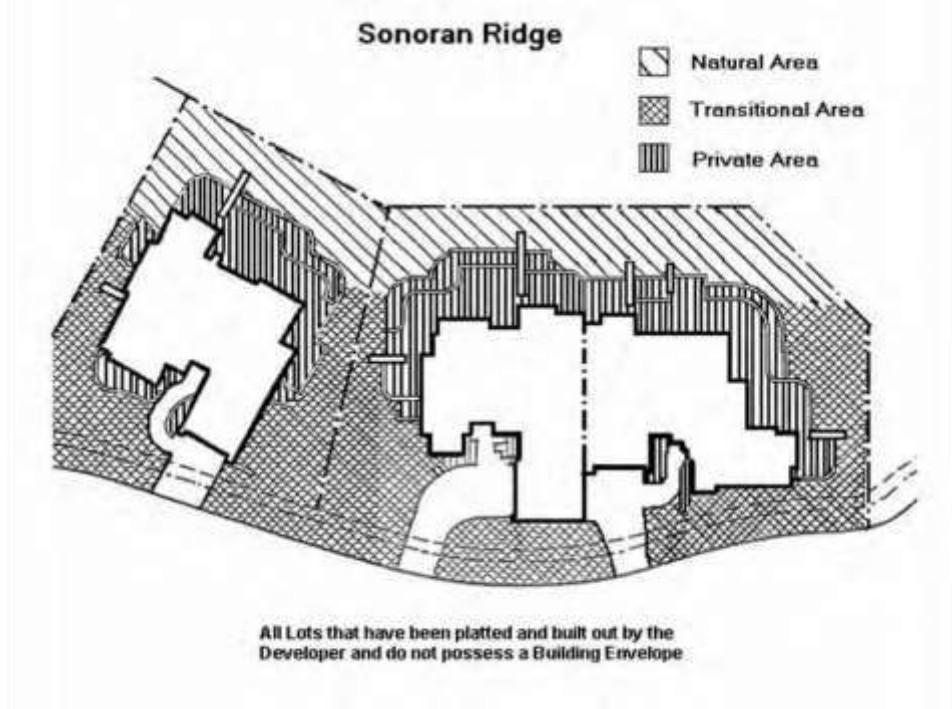 Sonoran Ridge
Natural Area
Transitional Area
Private Area
All Lots that have been platted and built out by the
Developer and do not possess a Building Envelope